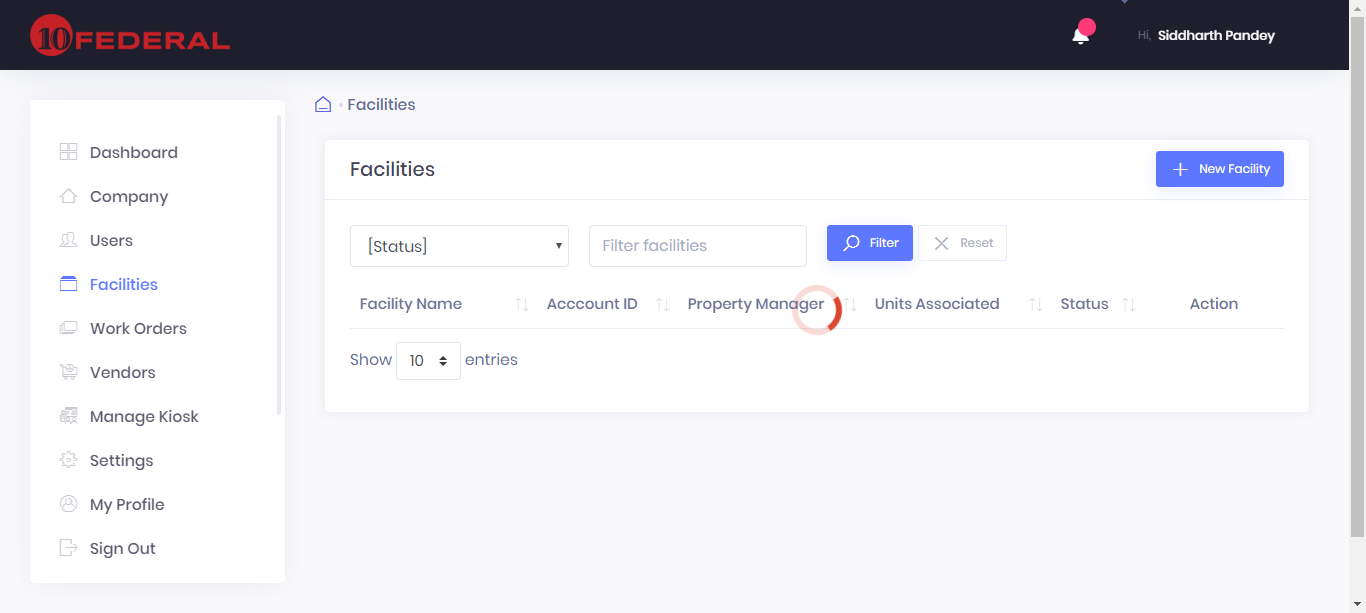 10 FEDERAL
Hi, Siddharth Pandey
Dashboard
Company
Users
Facilities
Work Orders
Vendors
Manage Kiosk
Settings
My Profile
Sign Out
Facilities
Facilities
New Facility
[Status]
Filter facilities
Filter
Reset
Facility Name Acccount ID Property Manager Units Associated Status Action
Show 10 entries